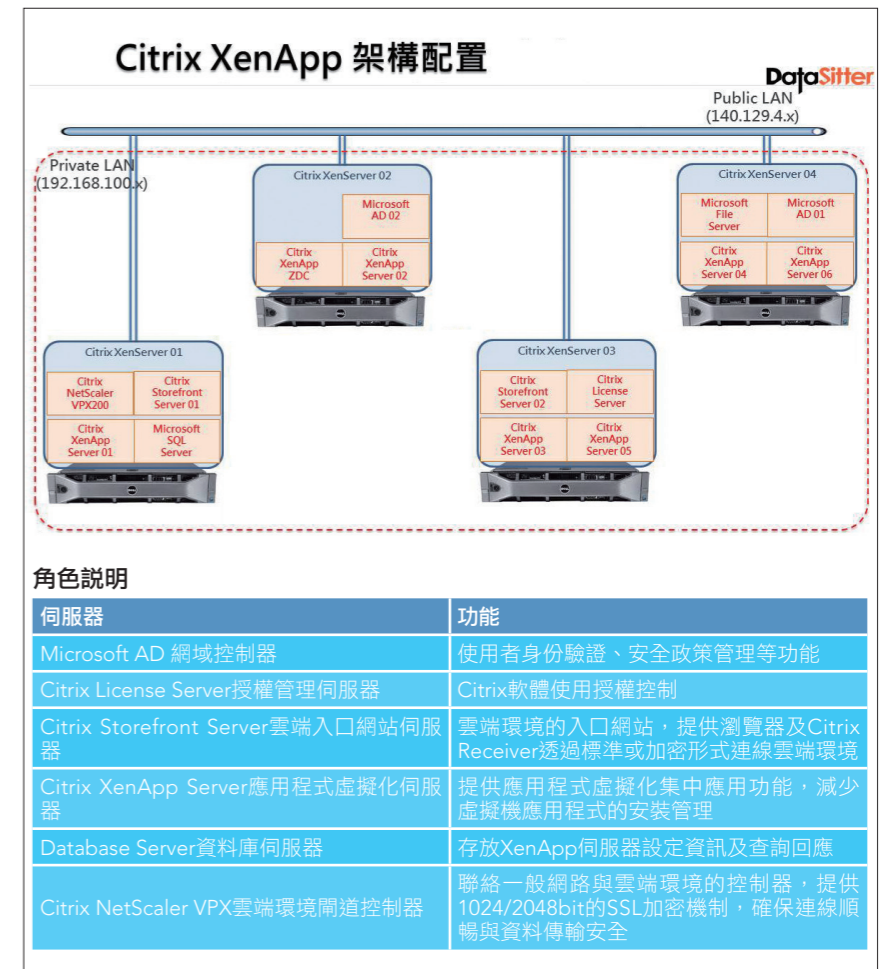 Citrix XenApp 架構配置
DataSitter
Public LAN
(140.129.4.x)
Private LAN
(192.168.100.x)
Citrix XenServer 02
Microsoft
AD 02
Citrix
XenApp
ZDC
Citrix
XenApp
Server 02
Citrix XenServer 04
Microsoft
File
Server
Microsoft
AD 01
Citrix
XenApp
Server 04
Citrix
XenApp
Server 06
Citrix XenServer 01
Citrix
NetScaler
VPX200
Citrix
Storefront
Server 01
Citrix
XenApp
Server 01
Microsoft
SQL
Server
Citrix XenServer 03
Citrix
Storefront
Server 02
Citrix
License
Server
Citrix
XenApp
Server 03
Citrix
XenApp
Server 05
角色說明
伺服器
功能
Microsoft AD 網域控制器
使用者身份驗證、安全政策管理等功能
Citrix License Server授權管理伺服器
Citrix軟體使用授權控制
Citrix Storefront Server雲端入口網站伺服
器
雲端環境的入口網站，提供瀏覽器及Citrix
Receiver透過標準或加密形式連線雲端環境
Citrix XenApp Server應用程式虛擬化伺服
器
提供應用程式虛擬化集中應用功能，減少
虛擬機應用程式的安裝管理
Database Server資料庫伺服器
存放XenApp伺服器設定資訊及查詢回應
Citrix NetScaler VPX雲端環境閘道控制器
聯絡一般網路與雲端環境的控制器，提供
1024/2048bit的SSL加密機制，確保連線順
暢與資料傳輸安全